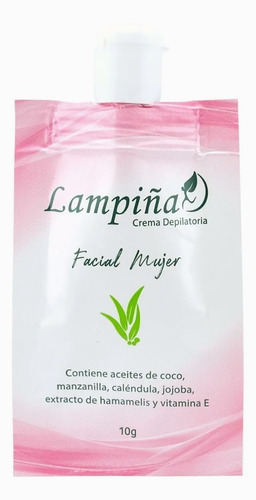 Lampiña
Crema Depilatoria
Facial Mujer
Contiene aceites de coco,
manzanilla, caléndula, jojoba,
extracto de hamamelis y vitamina E
10g